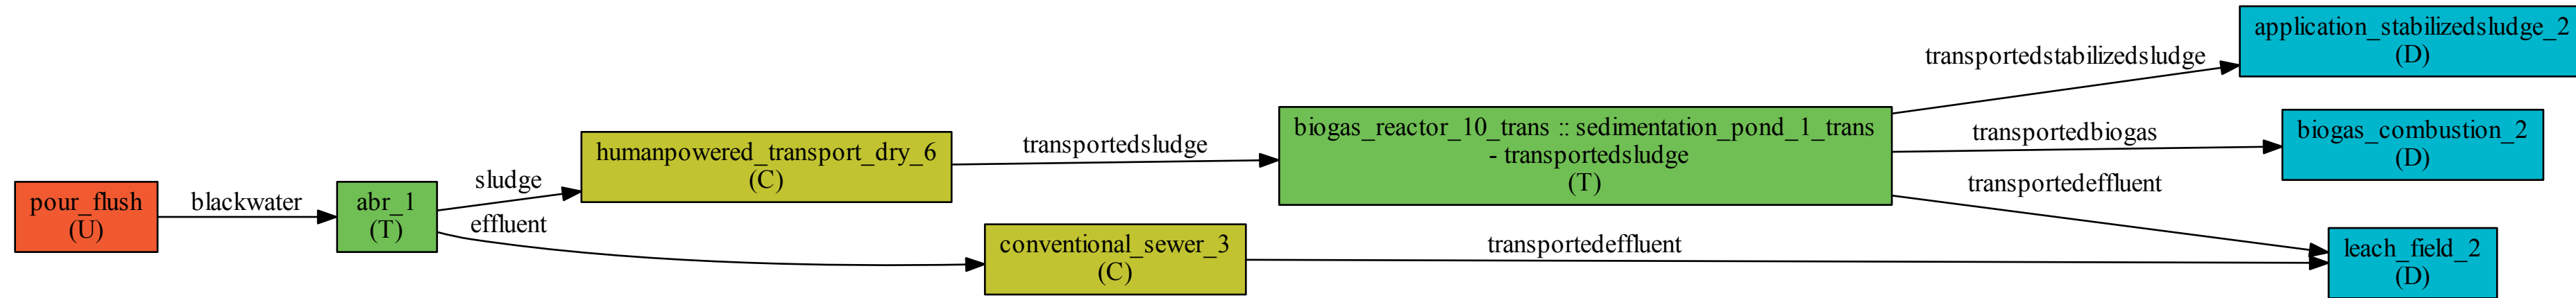 pour_flush
(U)
blackwater
abr_1
(T)
sludge
effluent
humanpowered_transport_dry_6
(C)
conventional_sewer_3
(C)
transportedsludge
transportedeffluent
biogas_reactor_10_trans :: sedimentation_pond_1_trans
- transportedsludge
(T)
transportedstabilizedsludge
transportedbiogas
transportedeffluent
application_stabilizedsludge_2
(D)
biogas_combustion_2
(D)
leach_field_2
(D)